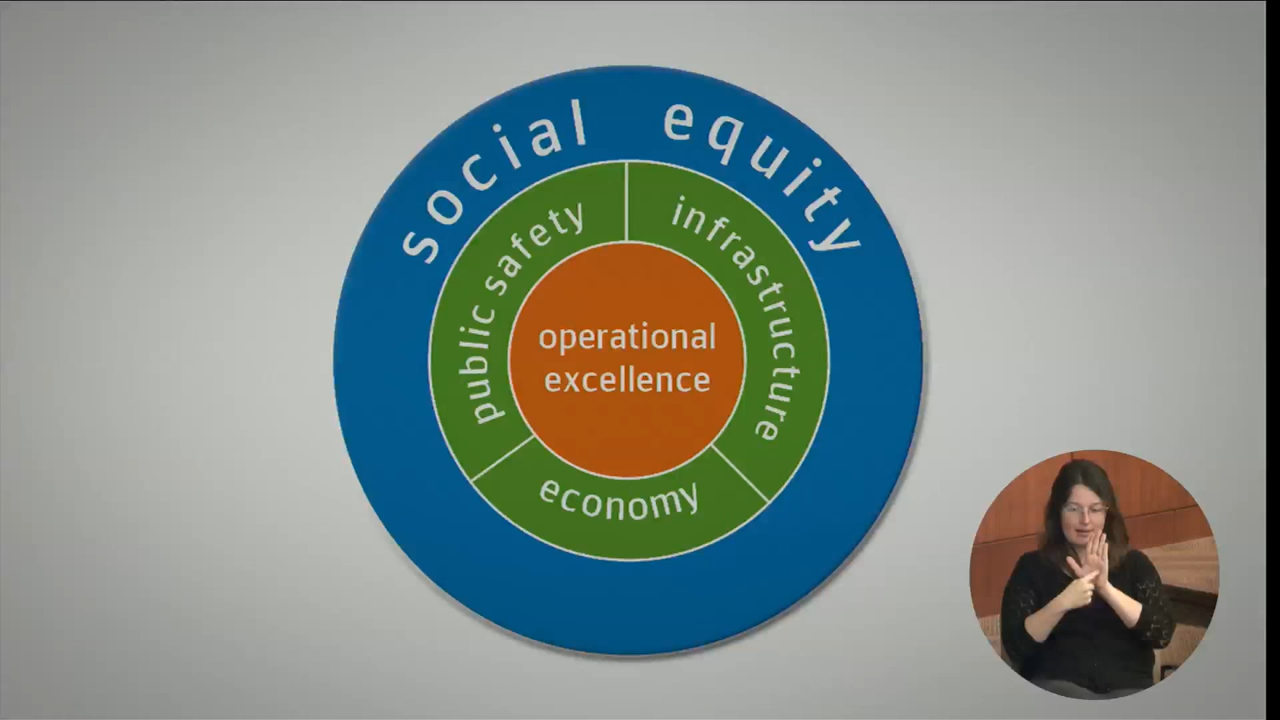 social equity
public safety
infrastructure
operational
excellence
economy